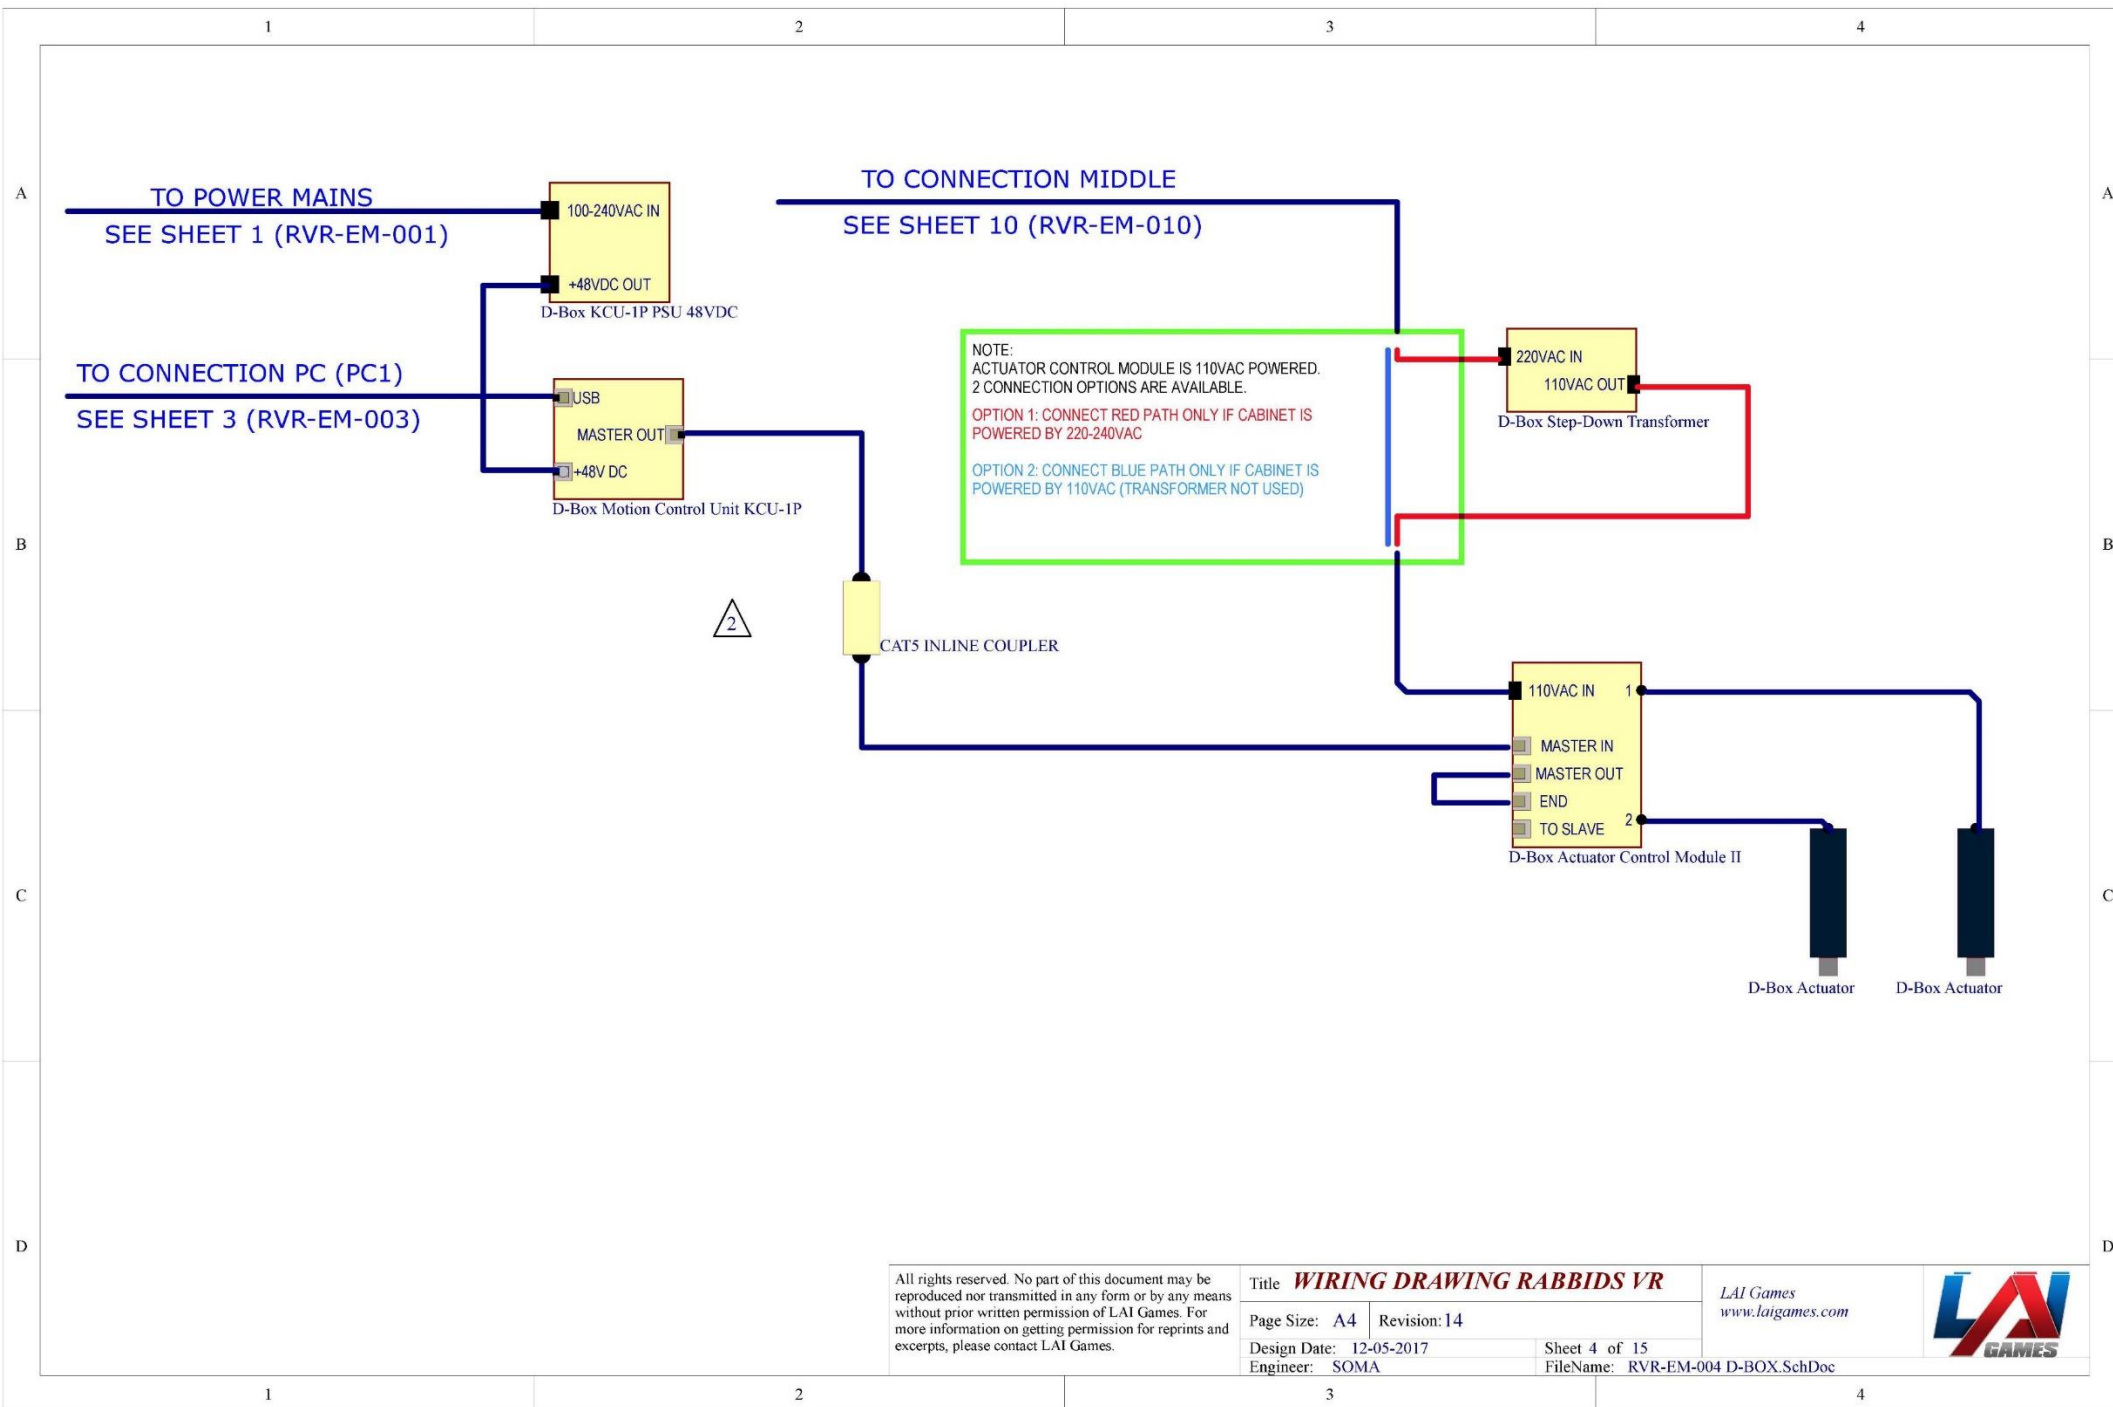 1 2 3 4
A A
TO POWER MAINS
SEE SHEET 1 (RVR-EM-001)
100-240VAC IN
+48VDC OUT
D-Box KCU-1P PSU 48VDC
TO CONNECTION MIDDLE
SEE SHEET 10 (RVR-EM-010)
TO CONNECTION PC (PC1)
SEE SHEET 3 (RVR-EM-003)
USB
MASTER OUT
+48V DC
D-Box Motion Control Unit KCU-1P
NOTE:
ACTUATOR CONTROL MODULE IS 110VAC POWERED.
2 CONNECTION OPTIONS ARE AVAILABLE.
OPTION 1: CONNECT RED PATH ONLY IF CABINET IS
POWERED BY 220-240VAC
OPTION 2: CONNECT BLUE PATH ONLY IF CABINET IS
POWERED BY 110VAC (TRANSFORMER NOT USED)
220VAC IN
110VAC OUT
D-Box Step-Down Transformer
B B
2
CAT5 INLINE COUPLER
110VAC IN 1
MASTER IN
MASTER OUT
END
TO SLAVE 2
D-Box Actuator Control Module II
C C
D-Box Actuator D-Box Actuator
D D
All rights reserved. No part of this document may be
reproduced nor transmitted in any form or by any means
without prior written permission of LAI Games. For
more information on getting permission for reprints and
excerpts, please contact LAI Games.
Title WIRING DRAWING RABBIDS VR
Page Size: A4 Revision: 14
Design Date: 12-05-2017 Sheet 4 of 15
Engineer: SOMA FileName: RVR-EM-004 D-BOX.SchDoc
LAI Games
www.laigames.com
LAI
GAMES
1 2 3 4